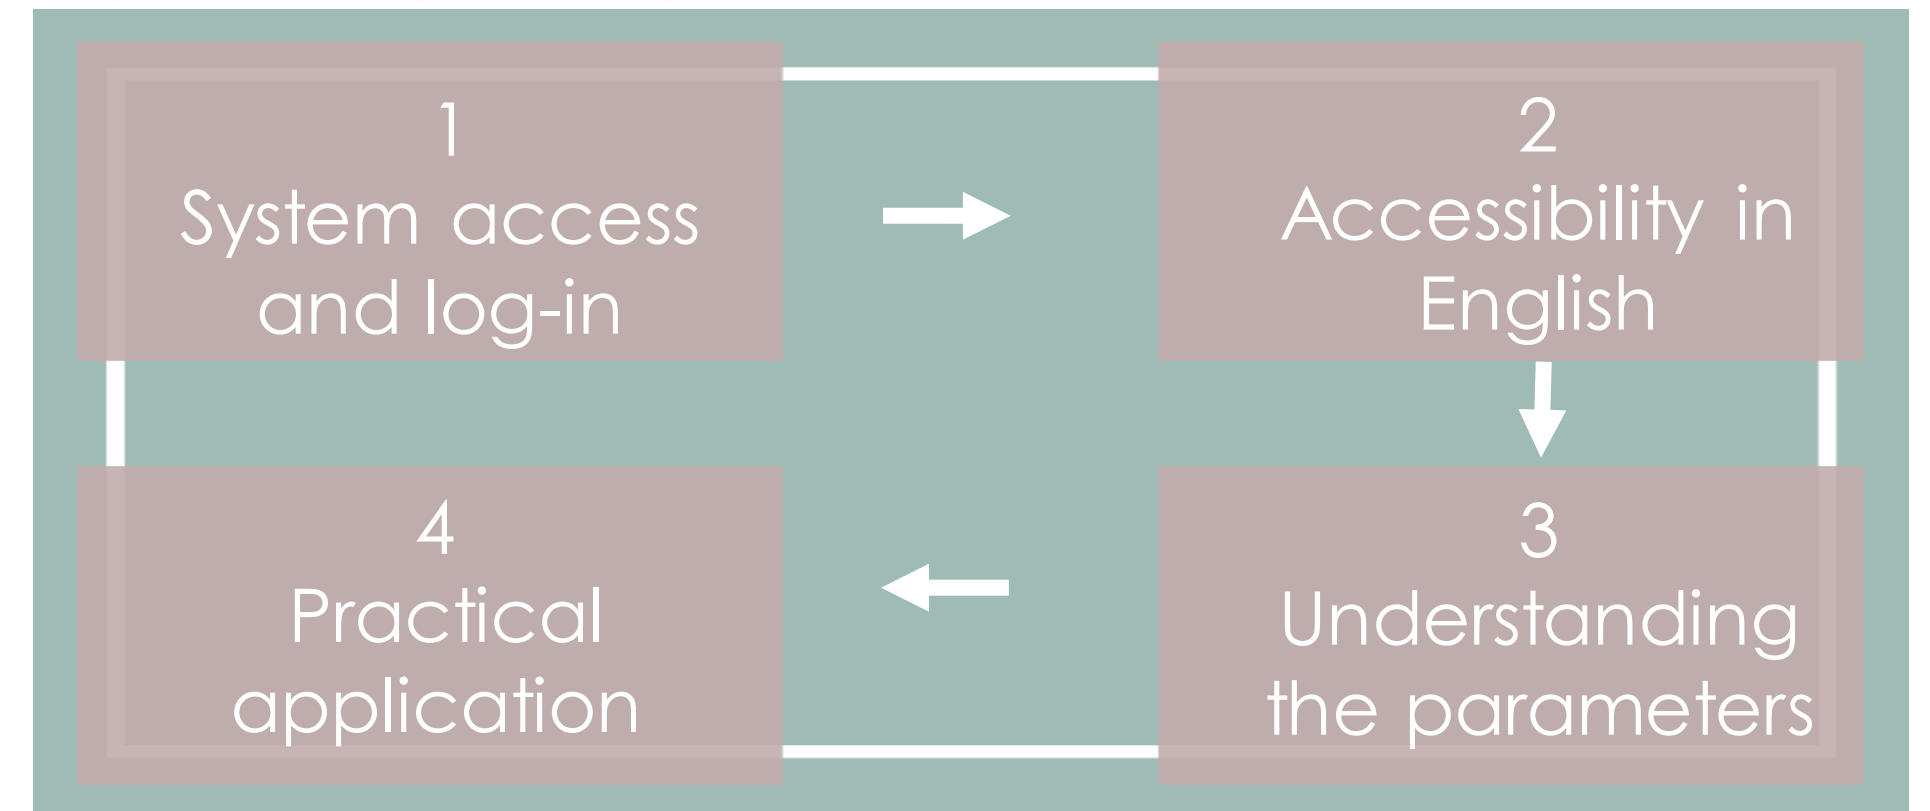 1
System access
and log-in
2
Accessibility in
English
3
Understanding
the parameters
4
Practical
application